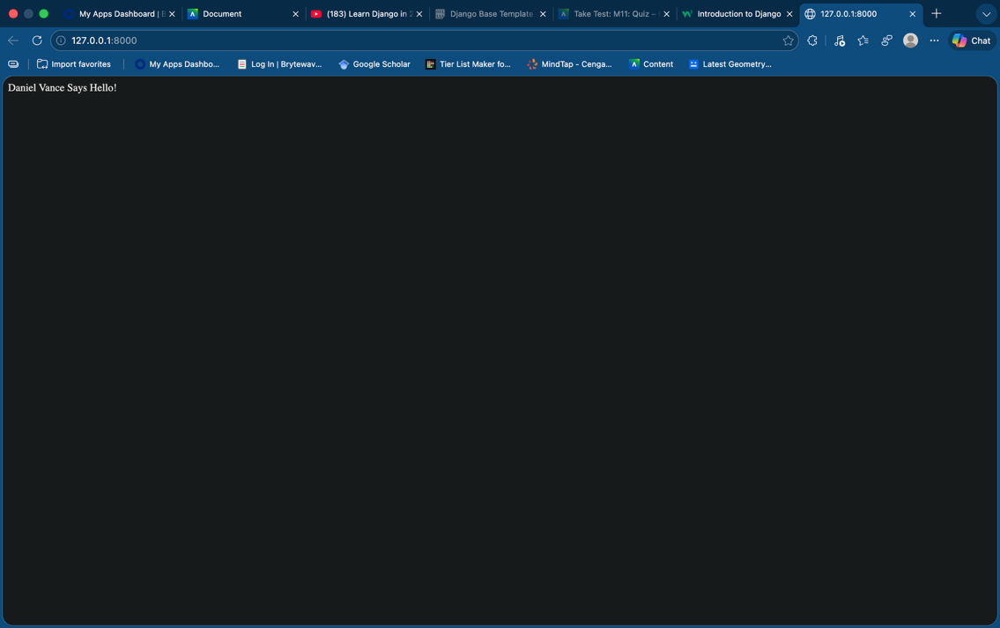 My Apps Dashboard | B
Document
(183) Learn Django in 2
Django Base Template
Take Test: M11: Quiz –
Introduction to Django
127.0.0.1:8000
127.0.0.1:8000
Chat
Import favorites
My Apps Dashbo...
Log In | Brytewav...
Google Scholar
Tier List Maker fo...
MindTap - Cenga...
Content
Latest Geometry...
Daniel Vance Says Hello!